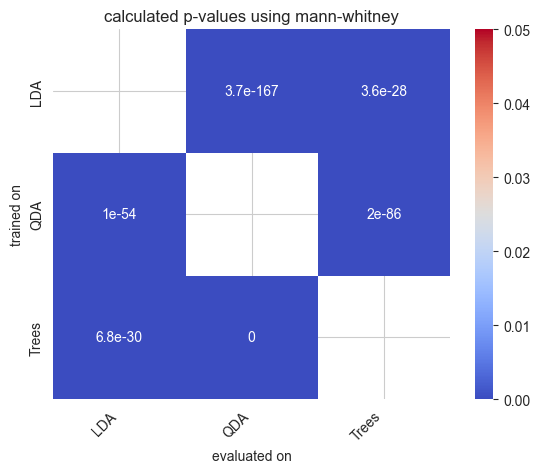 calculated p-values using mann-whitney
trained on
LDA
QDA
Trees
3.7e-167
3.6e-28
1e-54
2e-86
6.8e-30
0
LDA
QDA
Trees
evaluated on
0.05
0.04
0.03
0.02
0.01
0.00